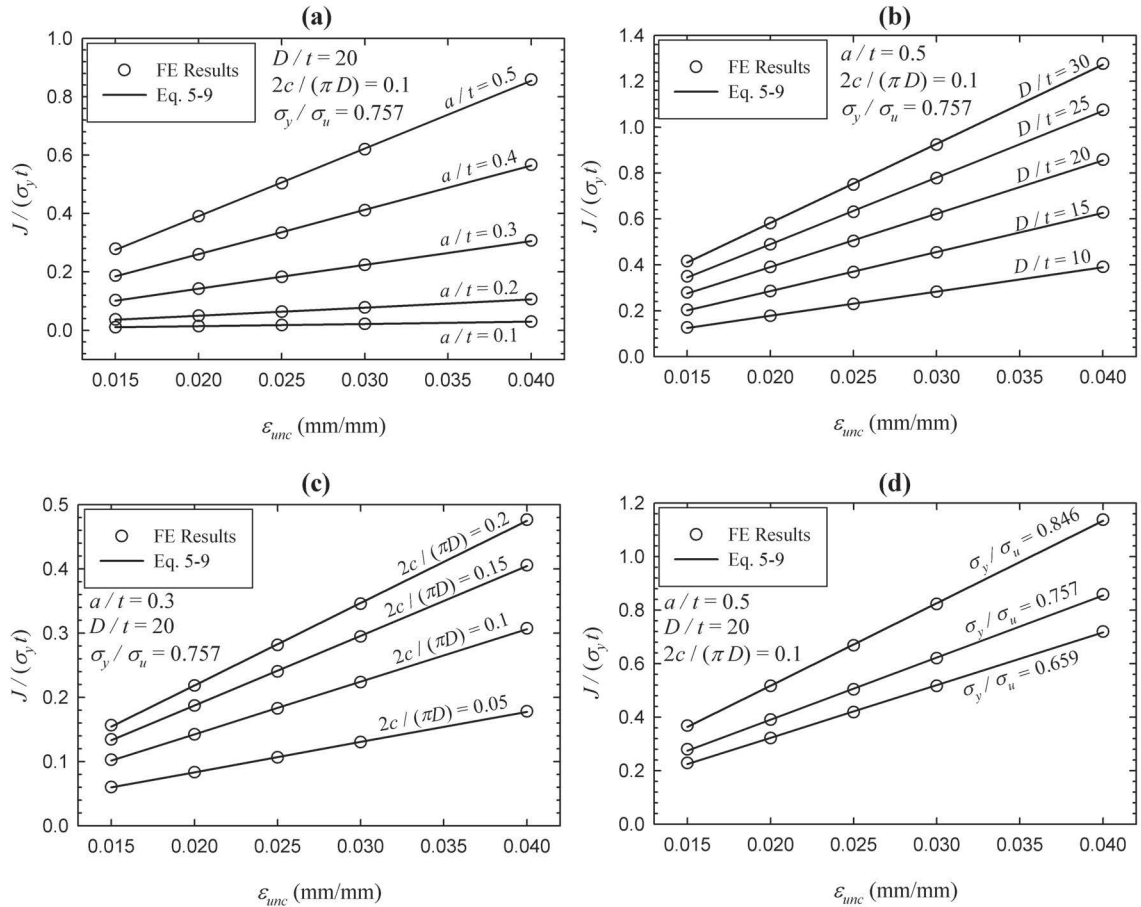 (a)
FE Results
Eq. 5-9
D / t = 20
2c / (π D) = 0.1
σy / σu = 0.757
a / t = 0.5
a / t = 0.4
a / t = 0.3
a / t = 0.2
a / t = 0.1
0.8
0.6
0.4
0.2
0.0
1.0
J / (σy t)
0.015 0.020 0.025 0.030 0.035 0.040
εunc (mm/mm)
(b)
FE Results
Eq. 5-9
a / t = 0.5
2c / (π D) = 0.1
σy / σu = 0.757
D / t = 30
D / t = 25
D / t = 20
D / t = 15
D / t = 10
1.4
1.2
1.0
0.8
0.6
0.4
0.2
0.0
J / (σy t)
0.015 0.020 0.025 0.030 0.035 0.040
εunc (mm/mm)
(c)
FE Results
Eq. 5-9
a / t = 0.3
D / t = 20
σy / σu = 0.757
2c / (πD) = 0.2
2c / (πD) = 0.15
2c / (πD) = 0.1
2c / (πD) = 0.05
0.5
0.4
0.3
0.2
0.1
0.0
J / (σy t)
0.015 0.020 0.025 0.030 0.035 0.040
εunc (mm/mm)
(d)
FE Results
Eq. 5-9
a / t = 0.5
D / t = 20
2c / (π D) = 0.1
σy / σu = 0.846
σy / σu = 0.757
σy / σu = 0.659
1.2
1.0
0.8
0.6
0.4
0.2
0.0
J / (σy t)
0.015 0.020 0.025 0.030 0.035 0.040
εunc (mm/mm)